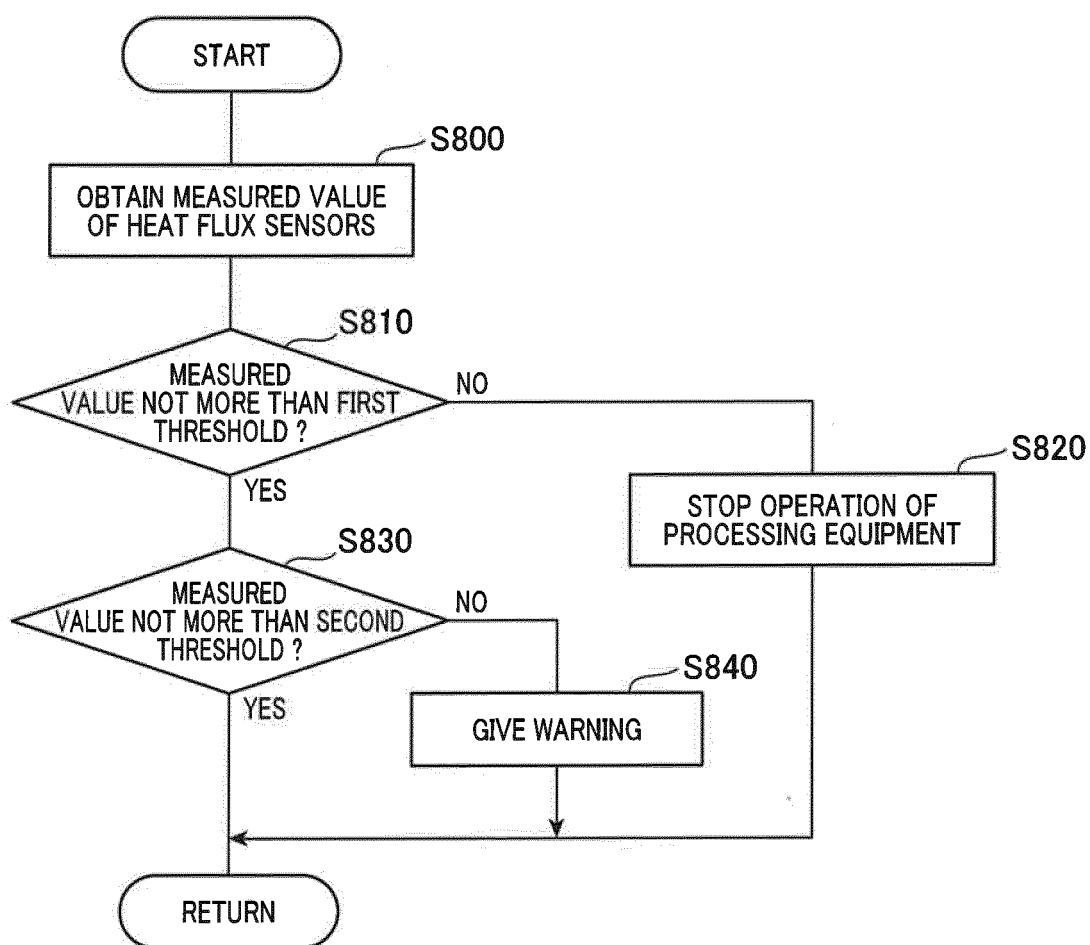 START
S800
OBTAIN MEASURED VALUE
OF HEAT FLUX SENSORS
S810
MEASURED
VALUE NOT MORE THAN FIRST
THRESHOLD ?
NO
YES
S820
STOP OPERATION OF
PROCESSING EQUIPMENT
S830
MEASURED
VALUE NOT MORE THAN SECOND
THRESHOLD ?
NO
YES
S840
GIVE WARNING
RETURN